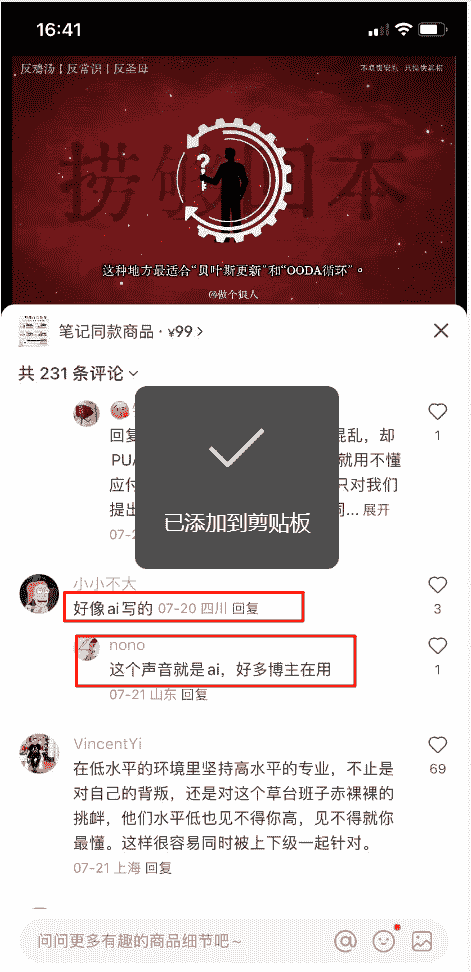 16:41
反鸡汤 | 反常识 | 反圣母
捞够归本
这种地方最适合“贝叶斯更新”和“OODA循环”。
@做个狠人
笔记同款商品 · ¥99 >
共 231 条评论
回复
混乱，却
1
PUA
就用不懂
应付
只对我们
提出
... 展开
07-2
已添加到剪贴板
小小不大
好像ai写的 07-20 四川 回复
3
nono
这个声音就是ai，好多博主在用
1
07-21 山东 回复
VincentYi
在低水平的环境里坚持高水平的专业，不止是
69
对自己的背叛，还是对这个草台班子赤裸裸的
挑衅，他们水平低也见不得你高，见不得就你
最懂。这样很容易同时被上下级一起针对。
07-21 上海 回复
问问更多有趣的商品细节吧～